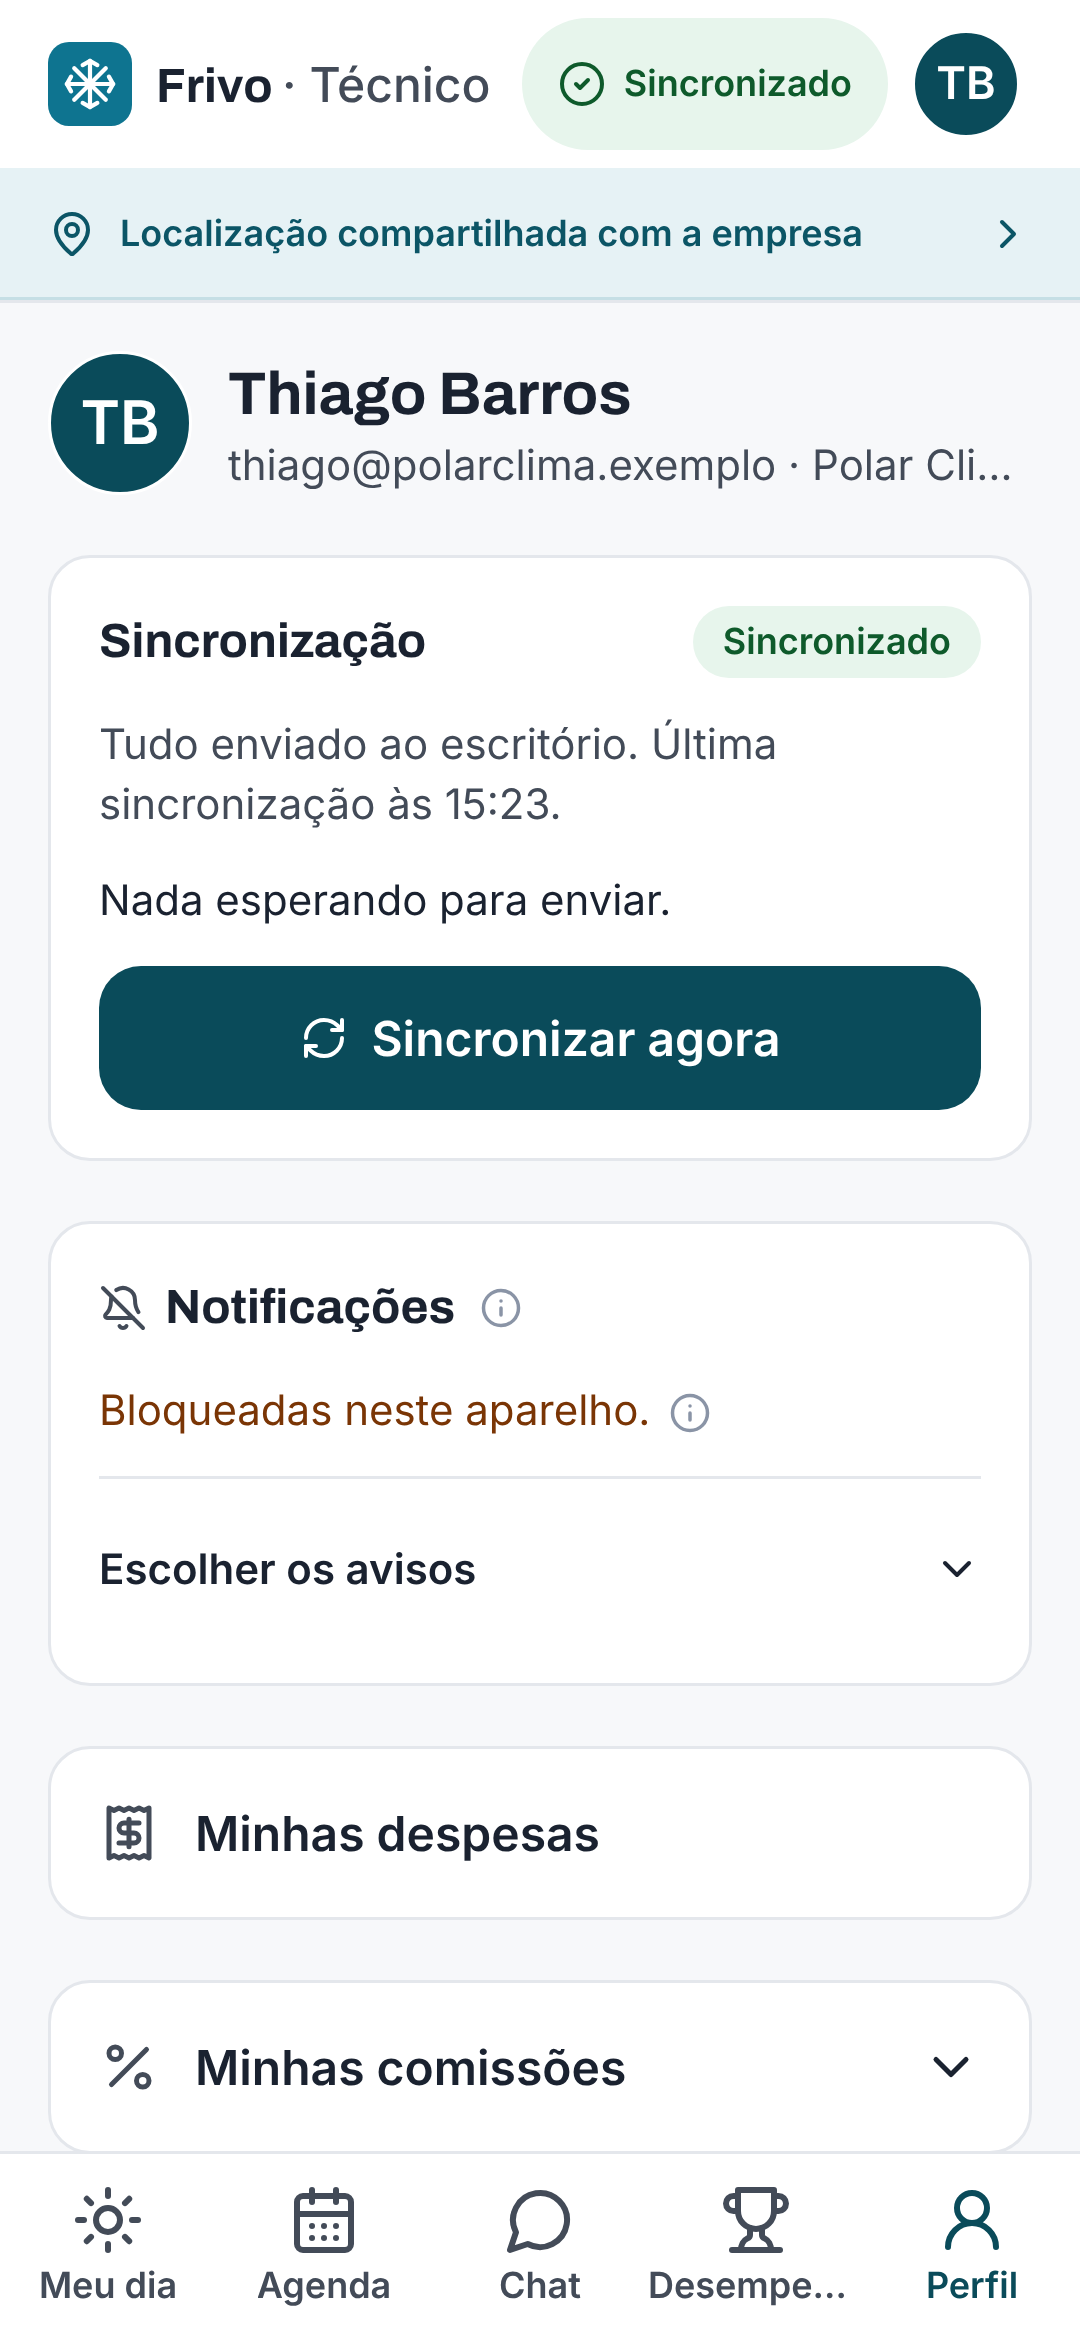 Frivo · Técnico
Sincronizado
TB
Localização compartilhada com a empresa
TB
Thiago Barros
thiago@polarclima.exemplo · Polar Cli...
Sincronização
Sincronizado
Tudo enviado ao escritório. Última
sincronização às 15:23.
Nada esperando para enviar.
Sincronizar agora
Notificações
Bloqueadas neste aparelho.
Escolher os avisos
Minhas despesas
Minhas comissões
Meu dia
Agenda
Chat
Desempe...
Perfil